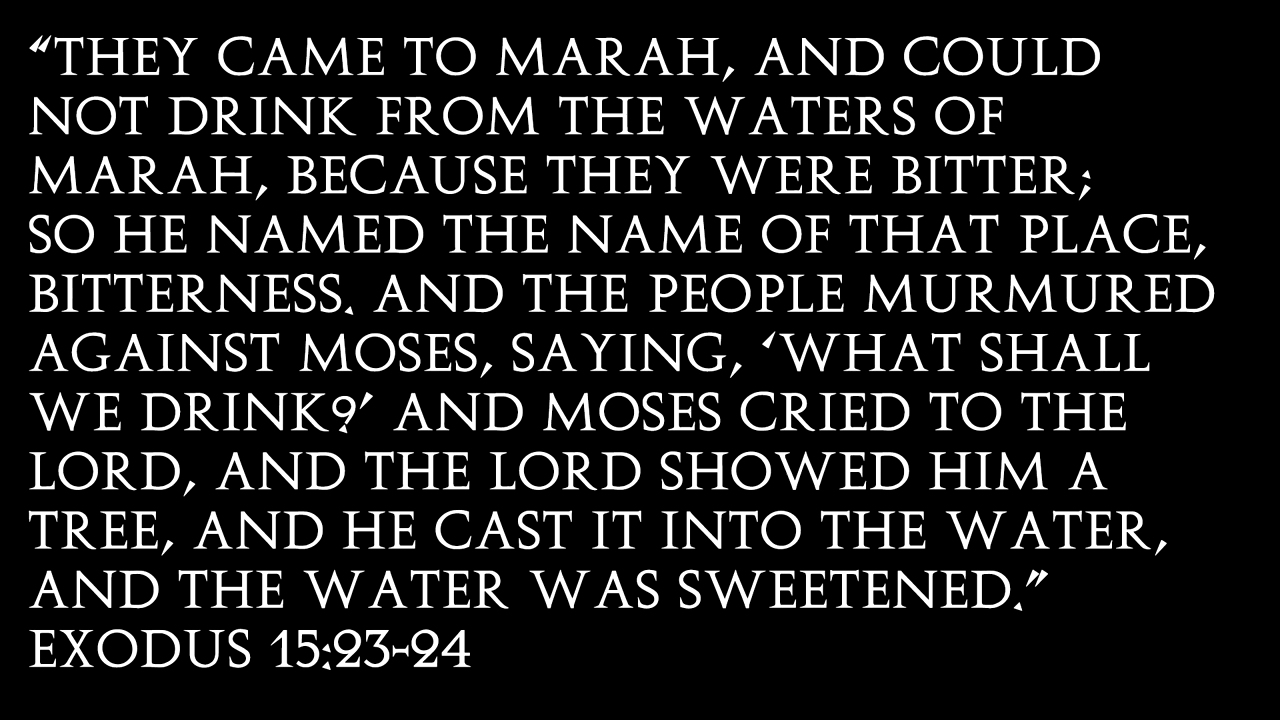 “THEY CAME TO MARAH, AND COULD
NOT DRINK FROM THE WATERS OF
MARAH, BECAUSE THEY WERE BITTER;
SO HE NAMED THE NAME OF THAT PLACE,
BITTERNESS. AND THE PEOPLE MURMURED
AGAINST MOSES, SAYING, ‘WHAT SHALL
WE DRINK?’ AND MOSES CRIED TO THE
LORD, AND THE LORD SHOWED HIM A
TREE, AND HE CAST IT INTO THE WATER,
AND THE WATER WAS SWEETENED.”
EXODUS 15:23-24